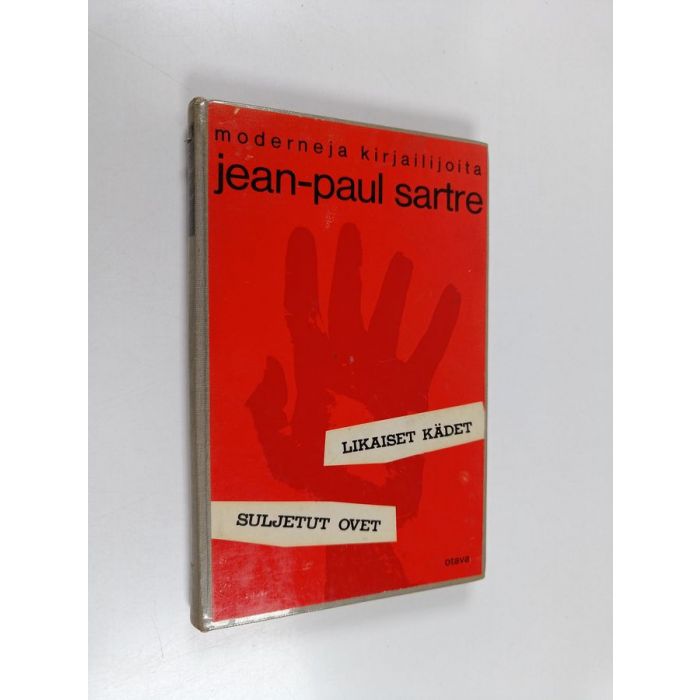 moderneja kirjailijoita
jean-paul sartre
LIKAISET KÄDET
SULJETUT OVET
otava